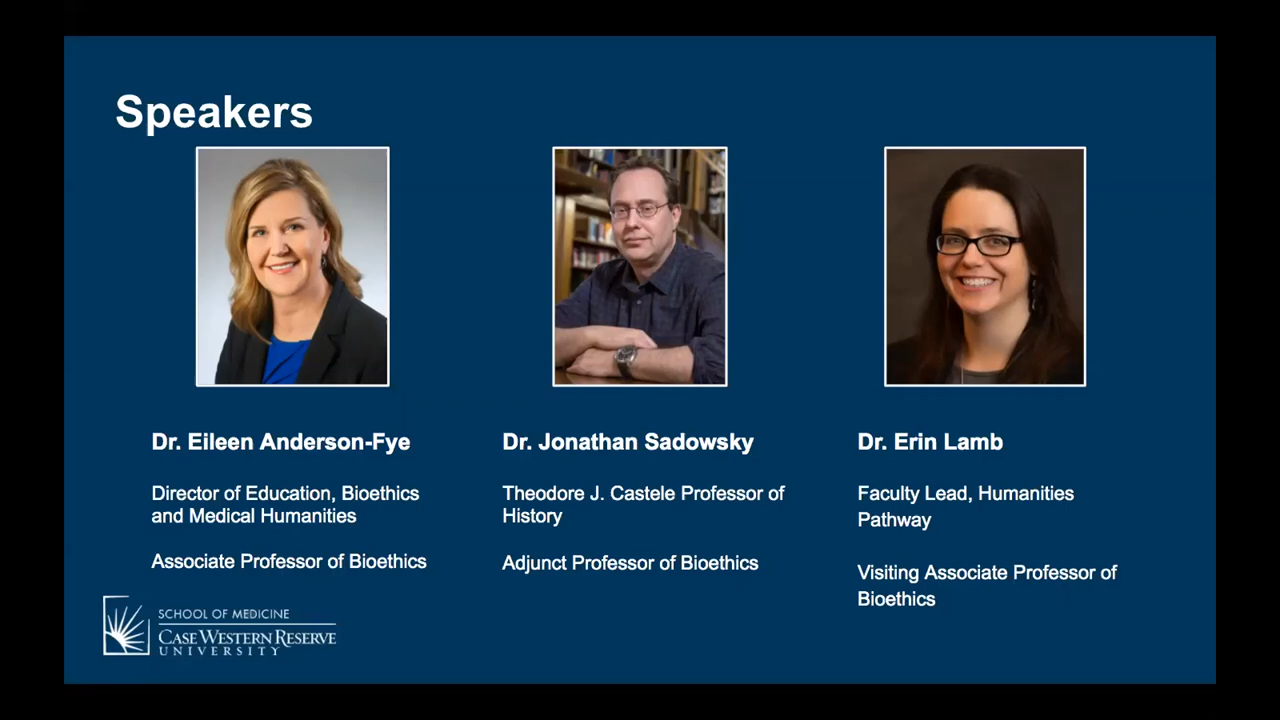 Speakers
Dr. Eileen Anderson-Fye
Director of Education, Bioethics
and Medical Humanities
Associate Professor of Bioethics
Dr. Jonathan Sadowsky
Theodore J. Castele Professor of
History
Adjunct Professor of Bioethics
Dr. Erin Lamb
Faculty Lead, Humanities
Pathway
Visiting Associate Professor of
Bioethics
SCHOOL OF MEDICINE
CASE WESTERN RESERVE
UNIVERSITY